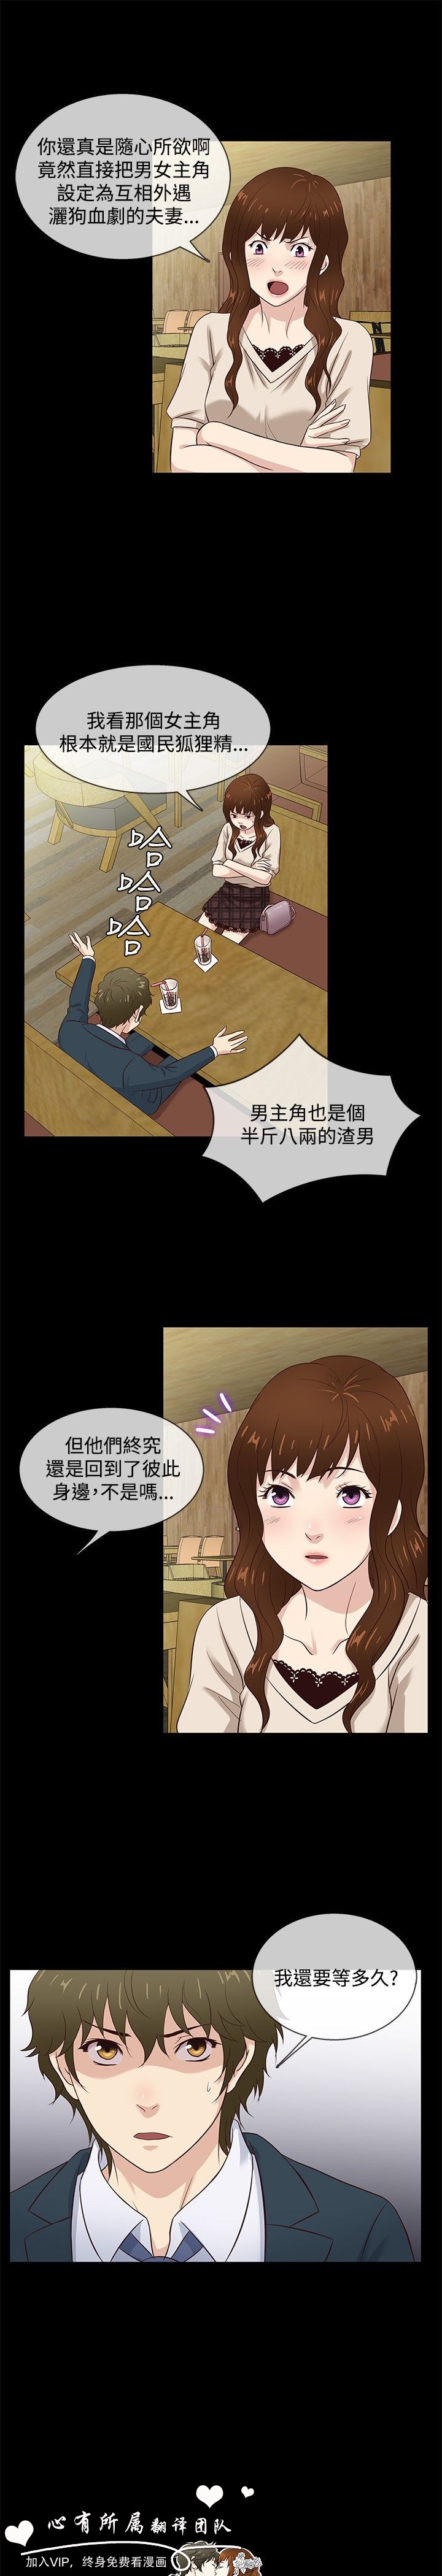 你還真是隨心所欲啊
竟然直接把男女主角
設定為互相外遇
灑狗血劇的夫妻...
我看那個女主角
根本就是國民狐狸精...
哈
哈
哈
男主角也是個
半斤八兩的渣男
但他們終究
還是回到了彼此
身邊，不是嗎...
我還要等多久?
心有所属翻译团队
加入VIP，终身免费看漫画